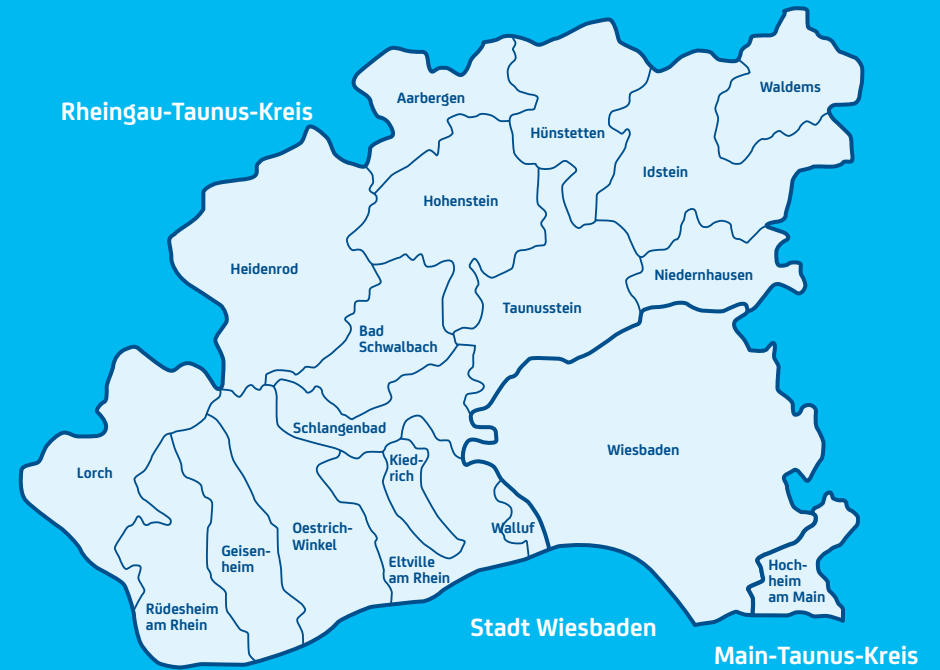 Waldems
Aarbergen
Rheingau-Taunus-Kreis
Hünstetten
Idstein
Hohenstein
Heidenrod
Niedernhausen
Taunusstein
Bad
Schwalbach
Schlangenbad
Wiesbaden
Kied-
rich
Lorch
Oestrich-
Winkel
Walluf
Geisen-
heim
Eltville
am Rhein
Hoch-
heim
am Main
Rüdesheim
am Rhein
Stadt Wiesbaden
Main-Taunus-Kreis